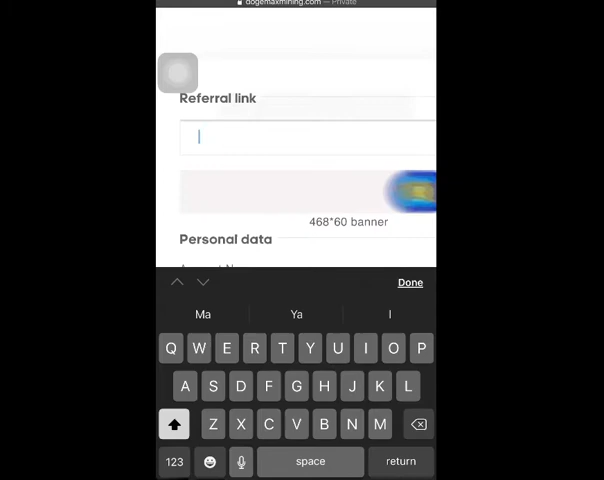 dogemaxmining.com — Private
Referral link
468*60 banner
Personal data
Done
Ma Ya I
Q W E R T Y U I O P
A S D F G H J K L
Z X C V B N M
123 space return